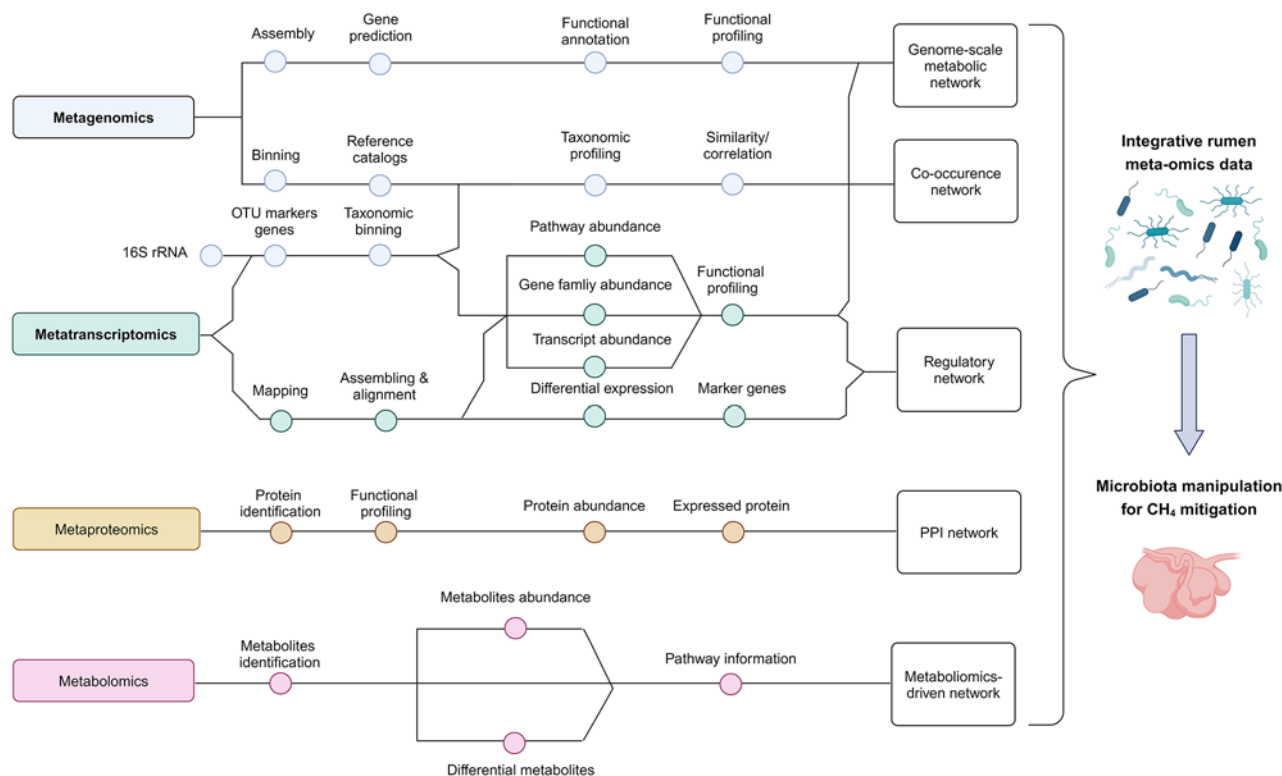 Assembly
Gene
prediction
Functional
annotation
Functional
profiling
Genome-scale
metabolic
network
Metagenomics
Binning
Reference
catalogs
Taxonomic
profiling
Similarity/
correlation
Co-occurence
network
Integrative rumen
meta-omics data
16S rRNA
OTU markers
genes
Taxonomic
binning
Pathway abundance
Gene famliy abundance
Transcript abundance
Functional
profiling
Metatranscriptomics
Mapping
Assembling &
alignment
Differential expression
Marker genes
Regulatory
network
Metaproteomics
Protein
identification
Functional
profiling
Protein abundance
Expressed protein
PPI network
Microbiota manipulation
for CH₄ mitigation
Metabolomics
Metabolites
identification
Metabolites abundance
Differential metabolites
Pathway information
Metaboliomics-
driven network